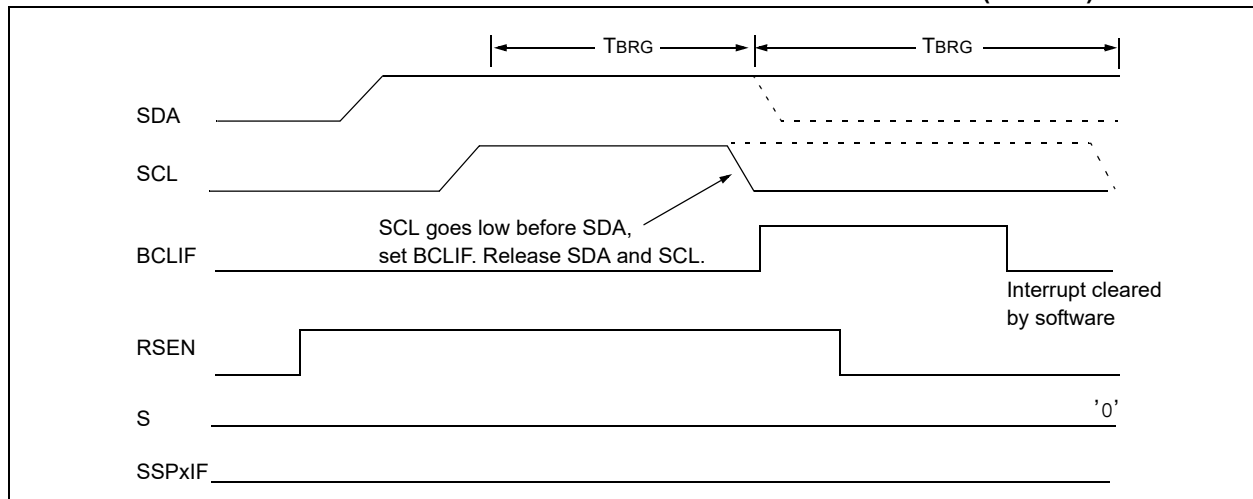 TBRG TBRG
SDA
SCL
SCL goes low before SDA,
set BCLIF. Release SDA and SCL.
BCLIF
Interrupt cleared
by software
RSEN
S '0'
SSPxIF